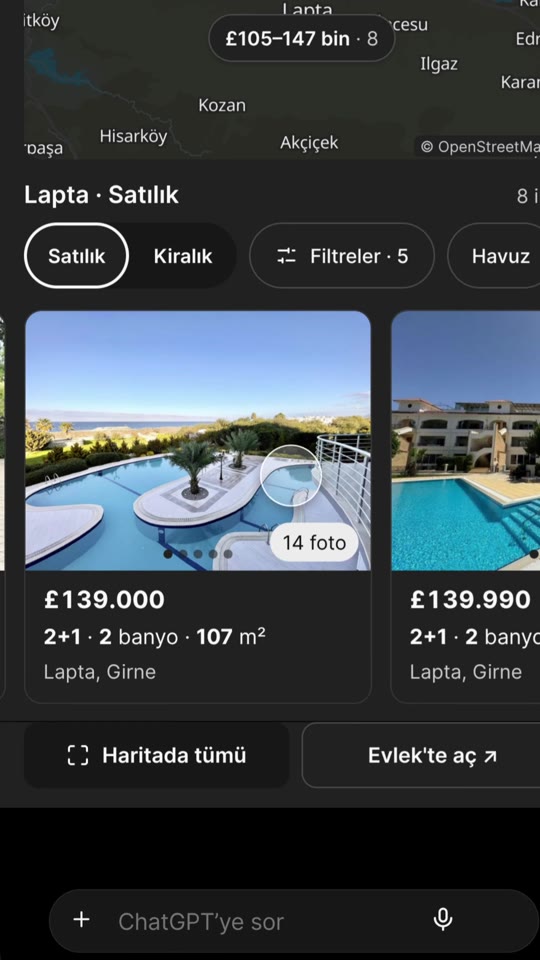 itköy
Lapta
£105–147 bin · 8
cesu
Edr
Ilgaz
Karar
Kozan
Hisarköy
Akçiçek
rpaşa
© OpenStreetMa
Lapta · Satılık
8 i
Satılık
Kiralık
Filtreler · 5
Havuz
14 foto
£139.000
2+1 · 2 banyo · 107 m²
Lapta, Girne
£139.990
2+1 · 2 banyo
Lapta, Girne
Haritada tümü
Evlek'te aç ↗
+ ChatGPT’ye sor